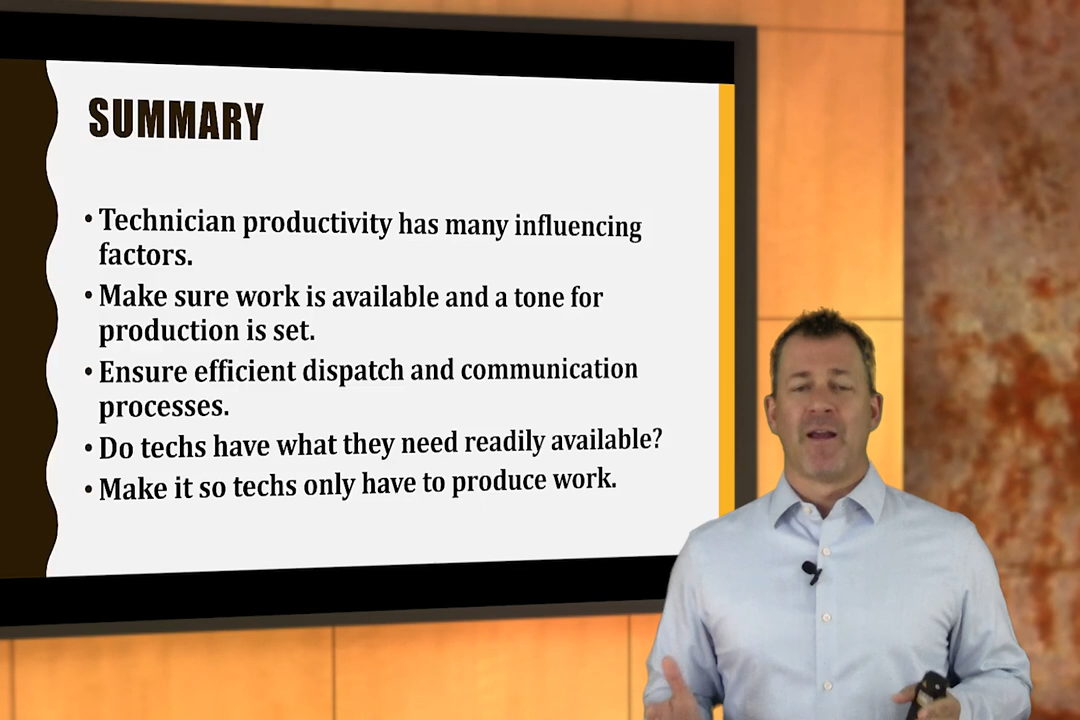 SUMMARY
• Technician productivity has many influencing
factors.
• Make sure work is available and a tone for
production is set.
• Ensure efficient dispatch and communication
processes.
• Do techs have what they need readily available?
• Make it so techs only have to produce work.